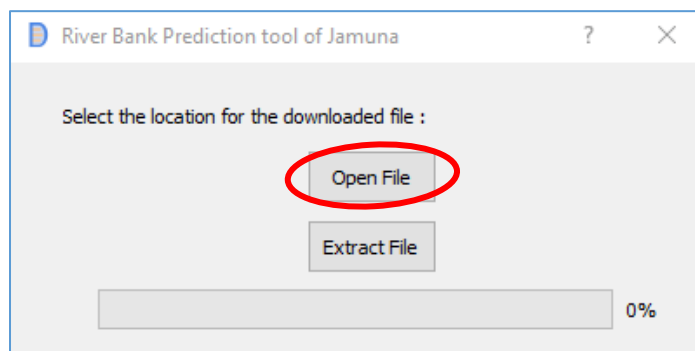 River Bank Prediction tool of Jamuna ?
Select the location for the downloaded file :
Open File
Extract File
0%